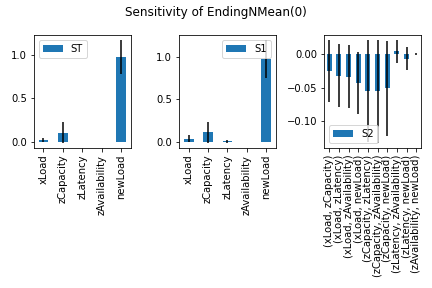 Sensitivity of EndingNMean(0)
1.0
0.5
0.0
ST
xLoad
zCapacity
zLatency
zAvailability
newLoad
1.0
0.5
0.0
S1
xLoad
zCapacity
zLatency
zAvailability
newLoad
0.00
−0.05
−0.10
S2
(xLoad, zCapacity)
(xLoad, zLatency)
(xLoad, zAvailability)
(xLoad, newLoad)
(zCapacity, zLatency)
(zCapacity, zAvailability)
(zCapacity, newLoad)
(zLatency, zAvailability)
(zLatency, newLoad)
(zAvailability, newLoad)